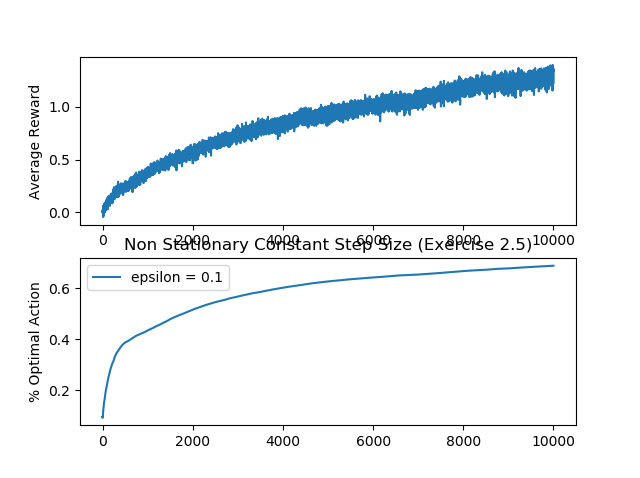 Average Reward
1.0
0.5
0.0
0 2000 4000 6000 8000 10000
Non Stationary Constant Step Size (Exercise 2.5)
% Optimal Action
epsilon = 0.1
0.6
0.4
0.2
0 2000 4000 6000 8000 10000